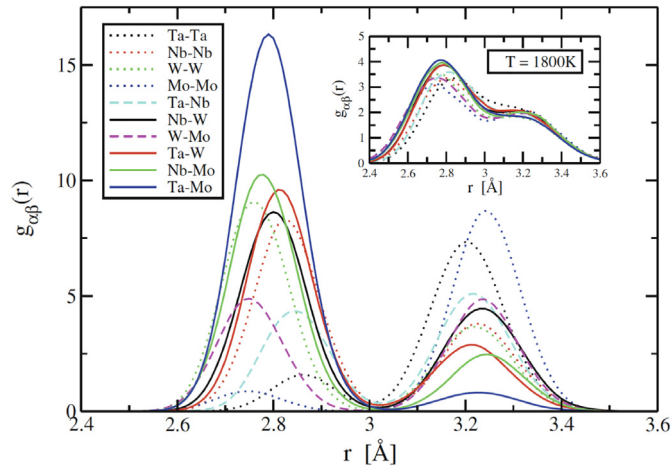 15
10
5
0
2.4 2.6 2.8 3 3.2 3.4 3.6
r [Å]
gαβ(r)
Ta-Ta
Nb-Nb
W-W
Mo-Mo
Ta-Nb
Nb-W
W-Mo
Ta-W
Nb-Mo
Ta-Mo
T = 1800K
5
4
3
2
1
0
2.4 2.6 2.8 3 3.2 3.4 3.6
r [Å]
gαβ(r)